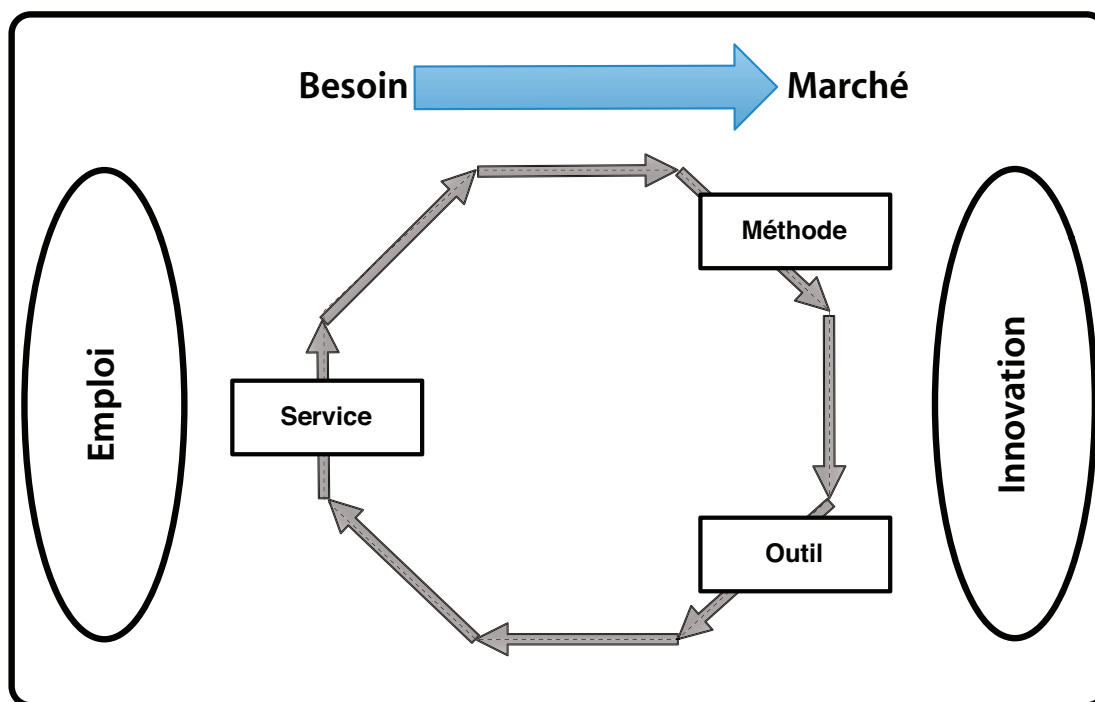 Besoin
Marché
Méthode
Emploi
Service
Innovation
Outil